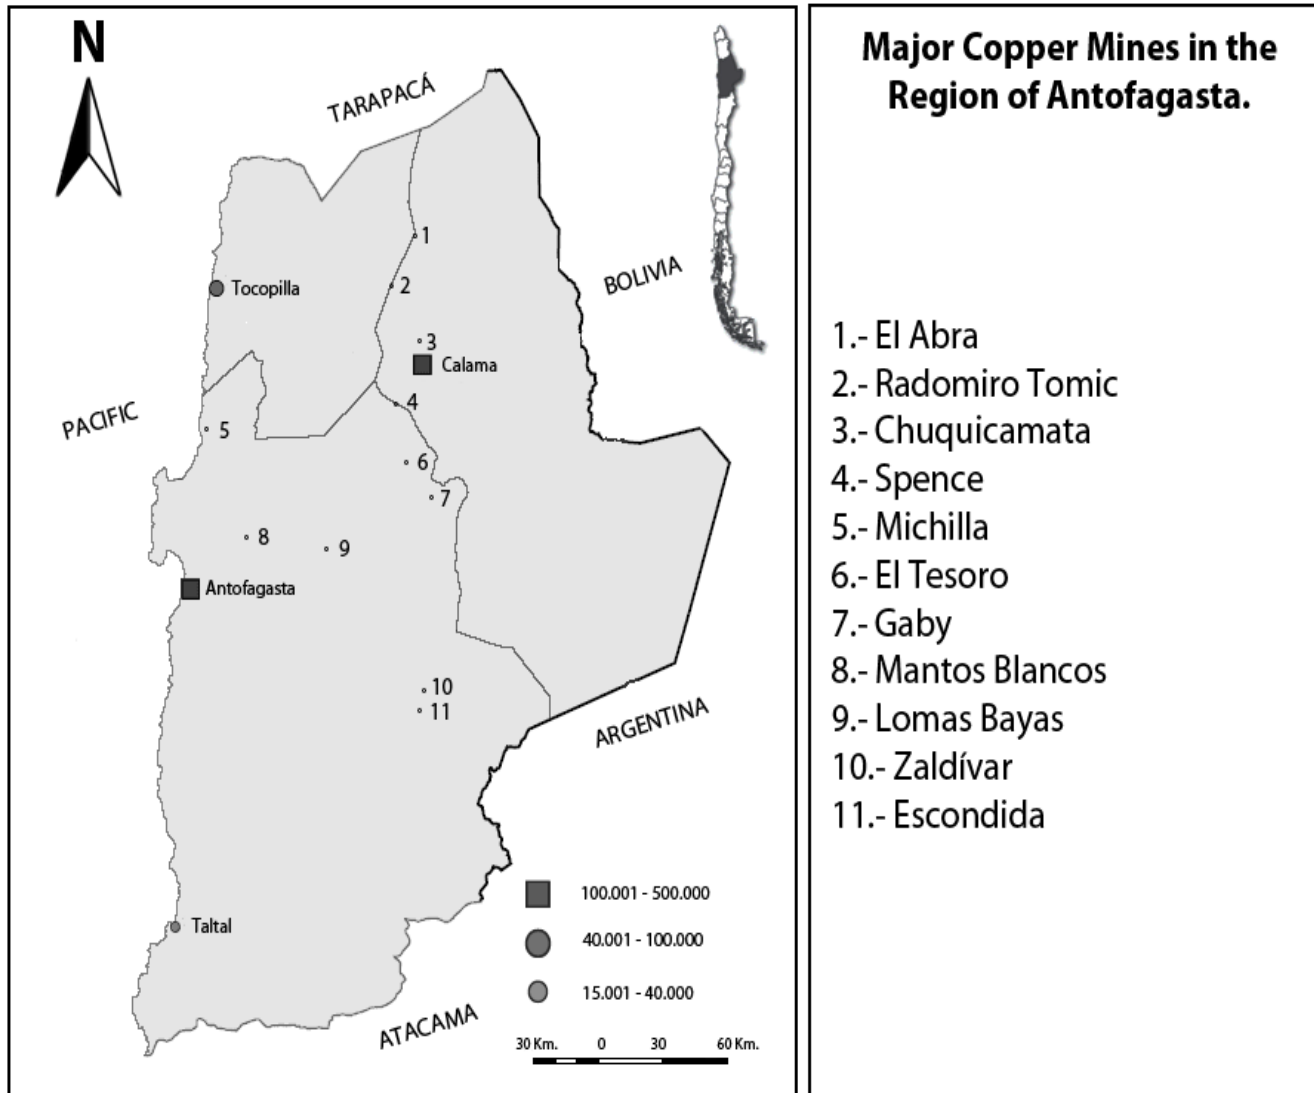 N
TARAPACÁ
1
BOLIVIA
2
Tocopilla
3
Calama
PACIFIC
4
5
6
7
8
9
Antofagasta
10
11
ARGENTINA
100.001 - 500.000
Taltal
40.001 - 100.000
15.001 - 40.000
ATACAMA
30 Km. 0 30 60 Km.
Major Copper Mines in the
Region of Antofagasta.
1.- El Abra
2.- Radomiro Tomic
3.- Chuquicamata
4.- Spence
5.- Michilla
6.- El Tesoro
7.- Gaby
8.- Mantos Blancos
9.- Lomas Bayas
10.- Zaldívar
11.- Escondida